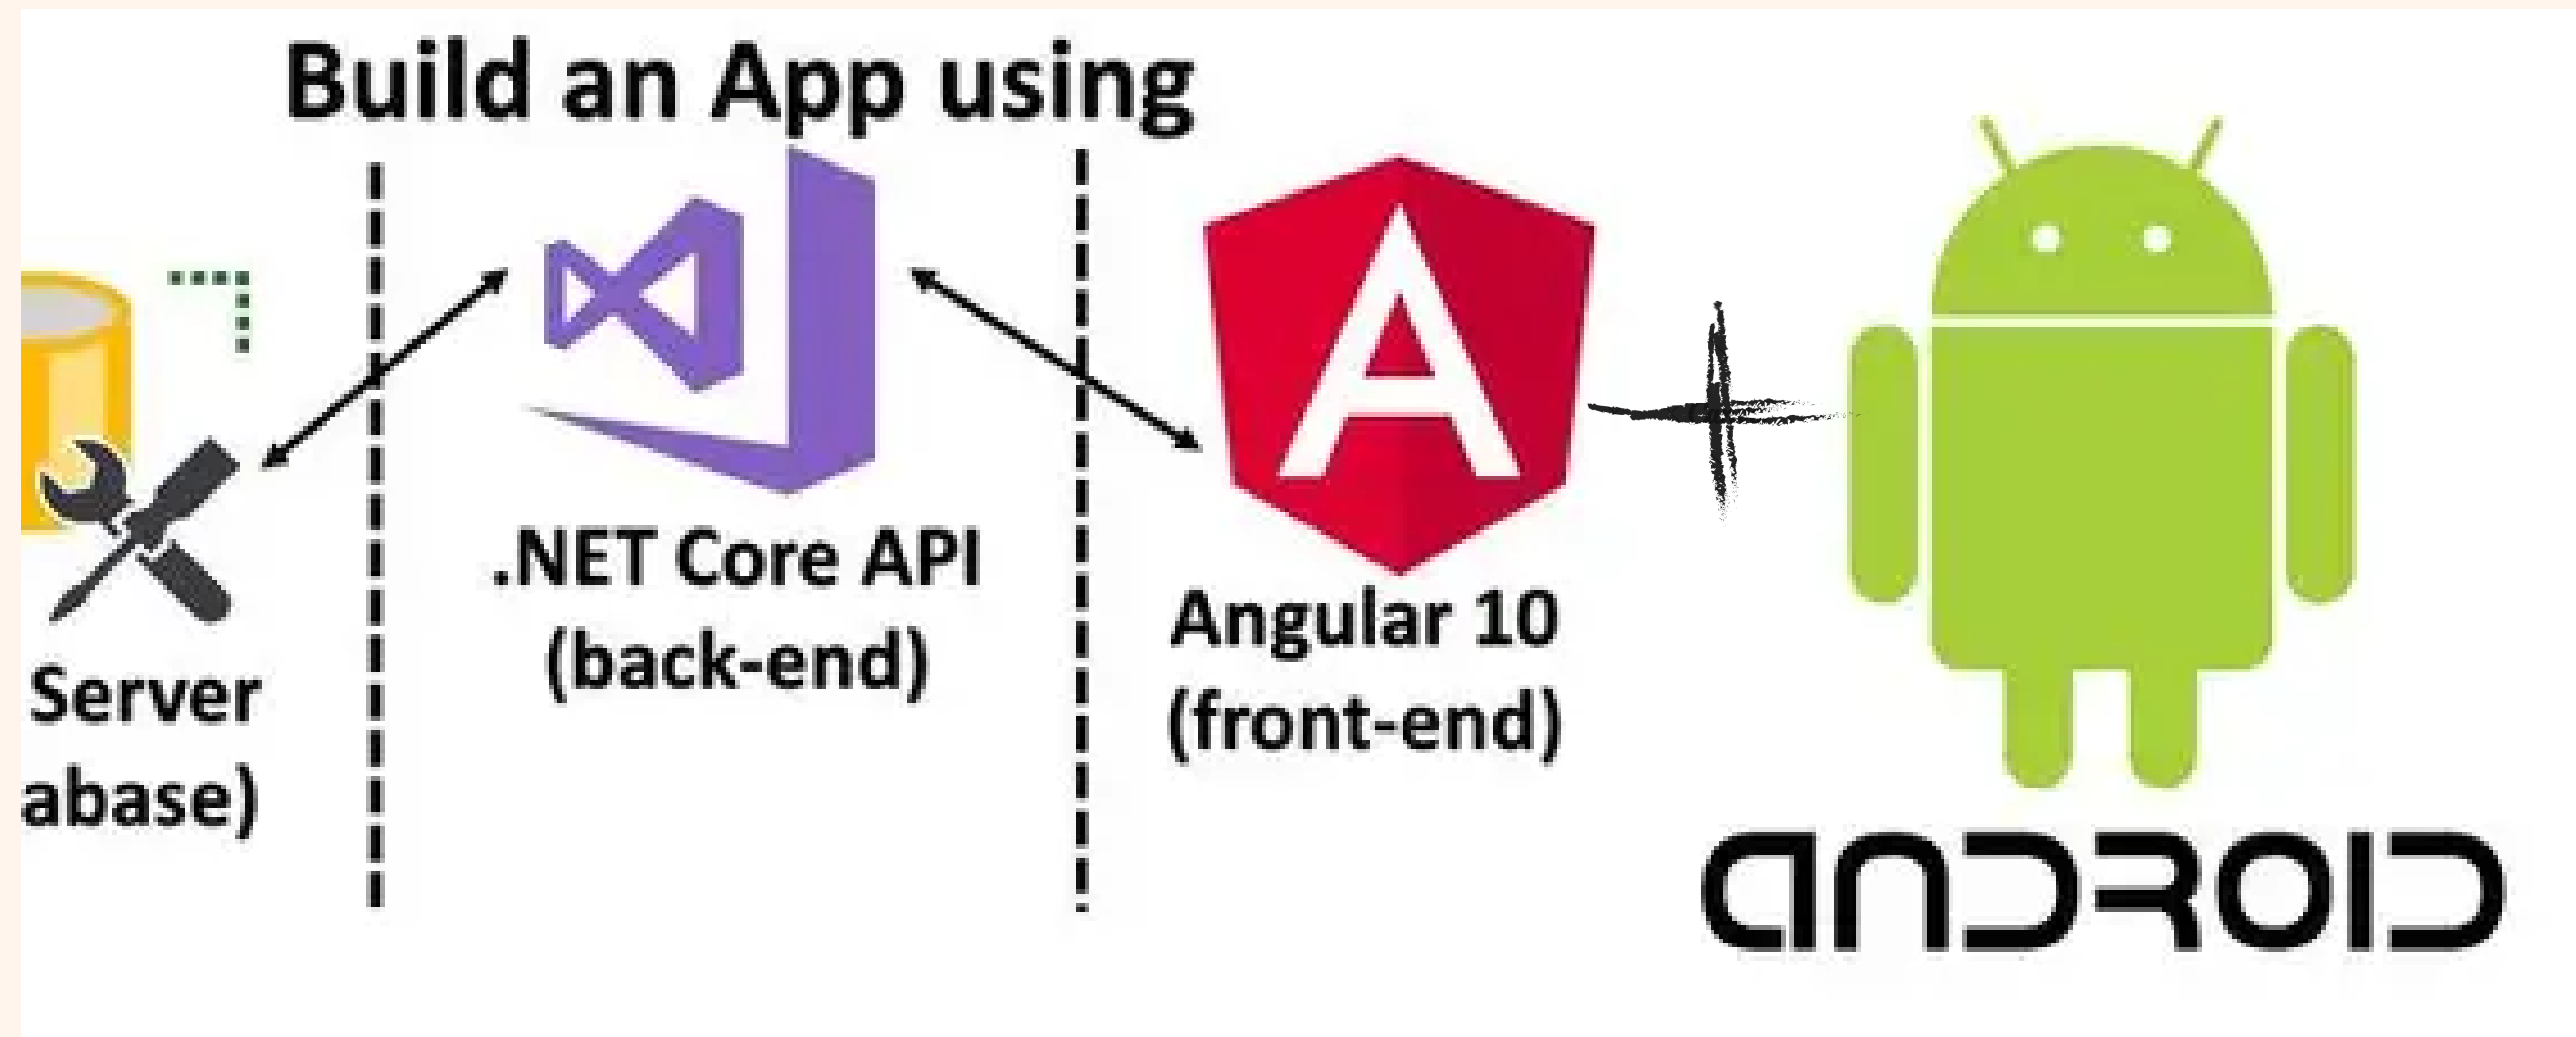 Build an App using
Server
abase)
.NET Core API
(back-end)
Angular 10
(front-end)
ANDROID